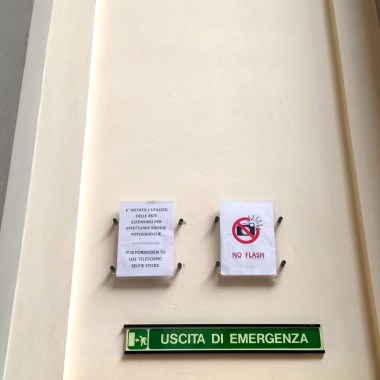 E' VIETATO L'UTILIZZO
DELLE ASTE
ESTENSIBILI PER
EFFETTUARE RIPRESE
FOTOGRAFICHE
IT IS FORBIDDEN TO
USE TELESCOPIC
SELFIE STICKS
NO FLASH
USCITA DI EMERGENZA